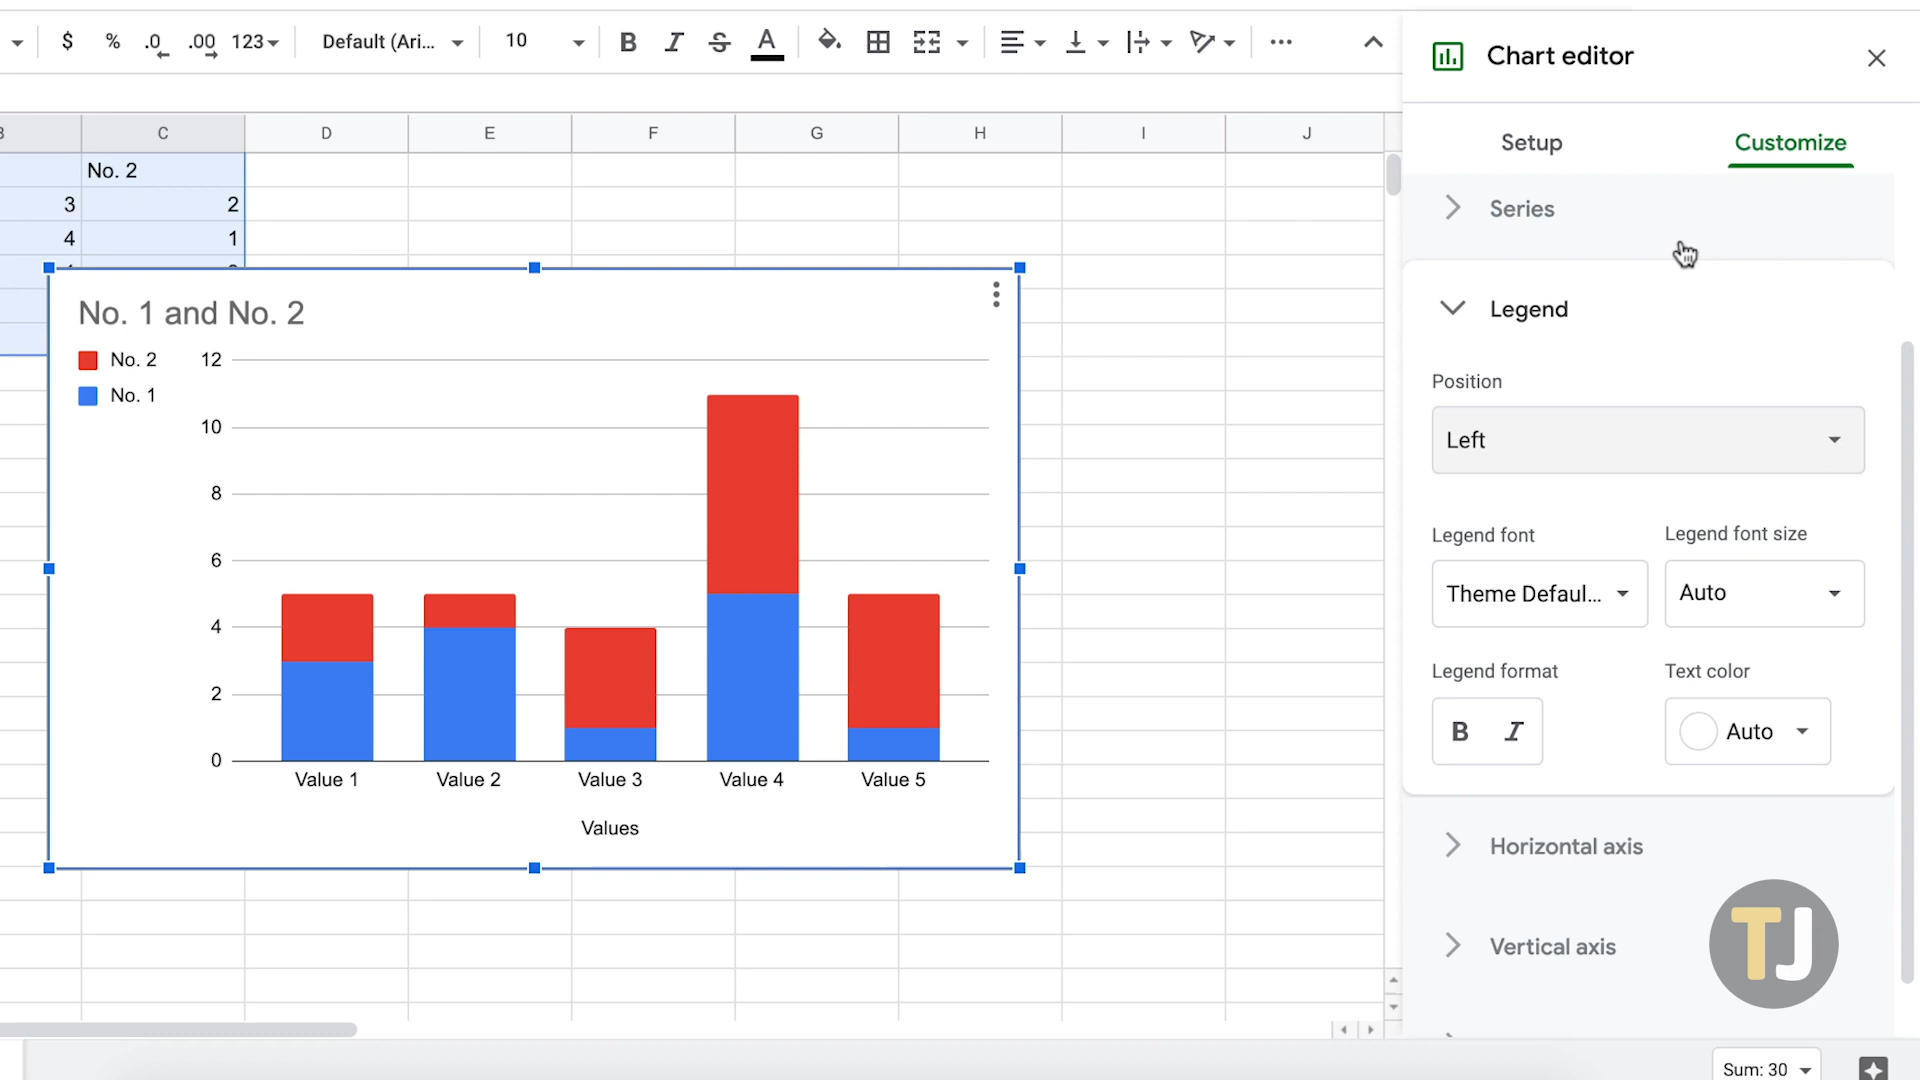 $ % .0 .00 123 Default (Ari... 10 B I S A
Chart editor
Setup Customize
C D E F G H I J
No. 2
3 2
4 1
Series
No. 1 and No. 2
No. 2
No. 1
12
10
8
6
4
2
0
Value 1 Value 2 Value 3 Value 4 Value 5
Values
Legend
Position
Left
Legend font Legend font size
Theme Defaul... Auto
Legend format Text color
B I Auto
Horizontal axis
Vertical axis
TJ
Sum: 30